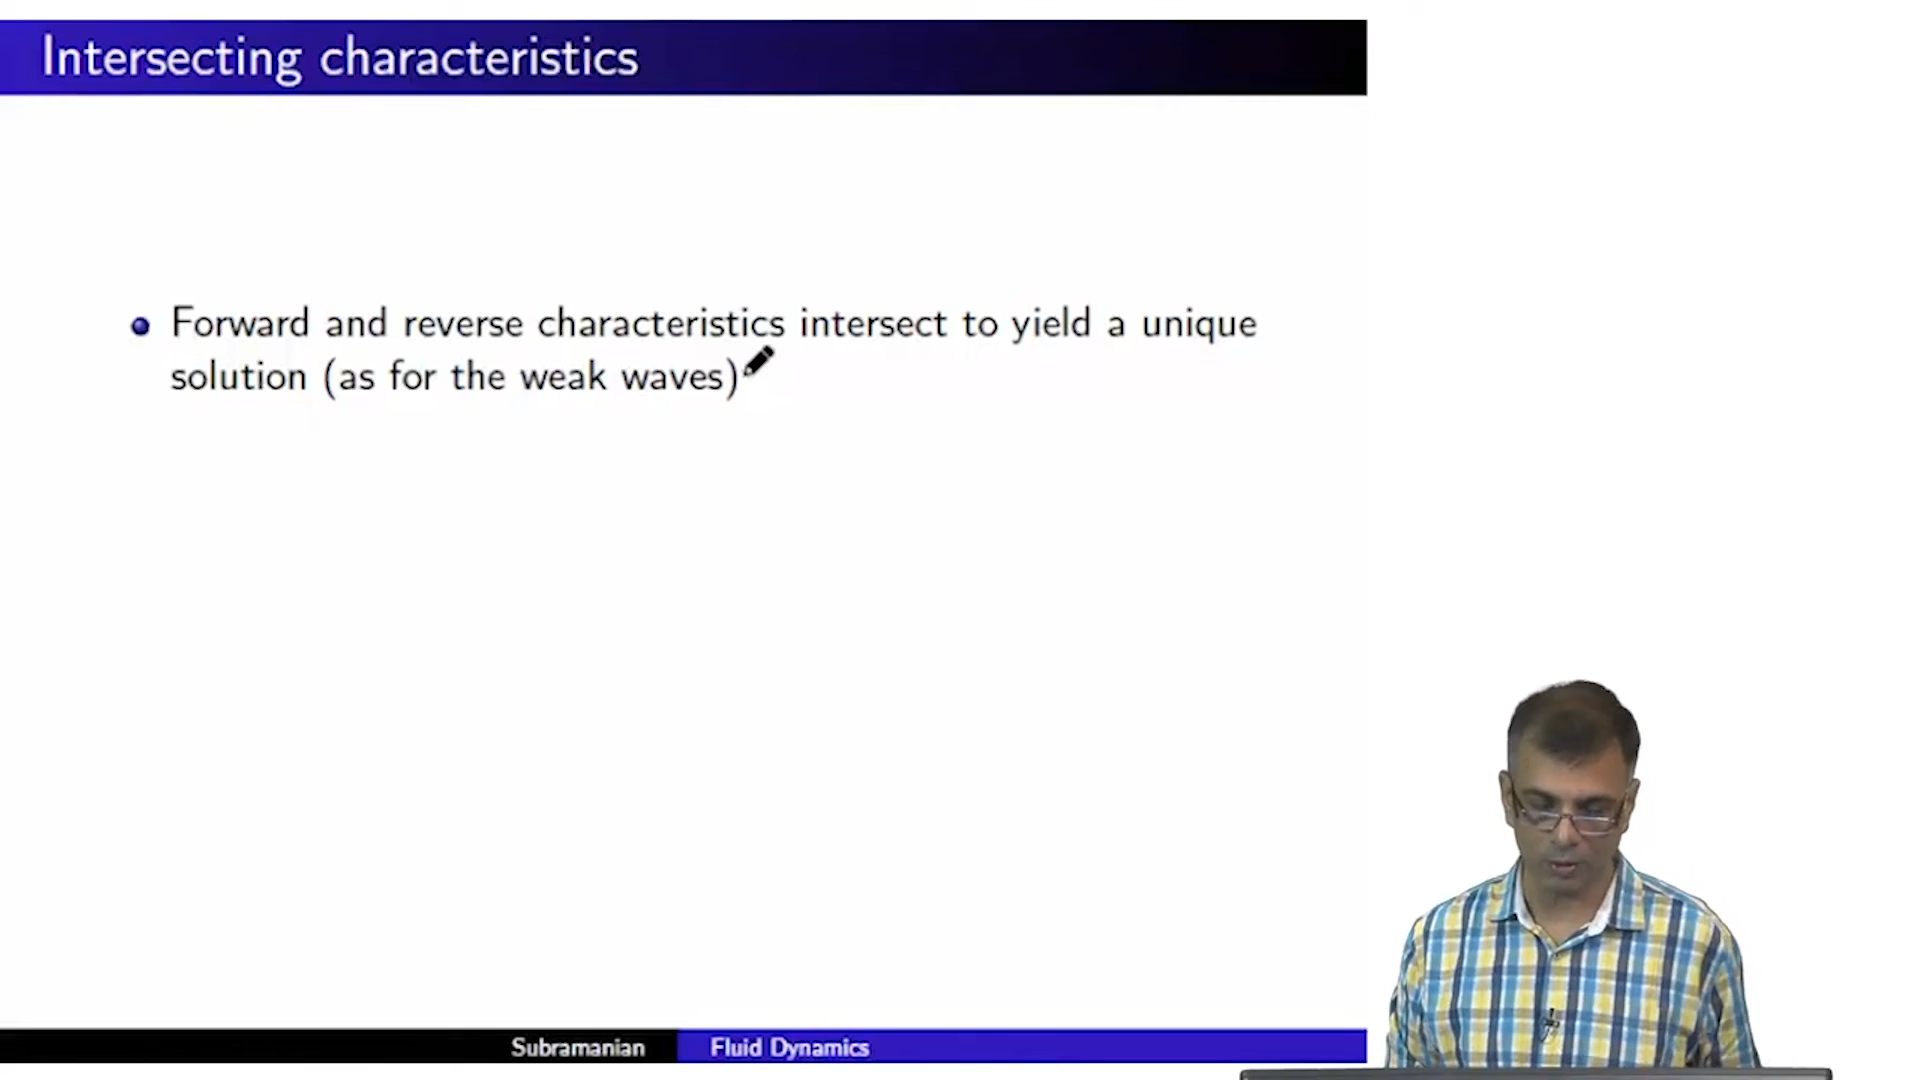 Intersecting characteristics
Forward and reverse characteristics intersect to yield a unique
solution (as for the weak waves)
Subramanian
Fluid Dynamics